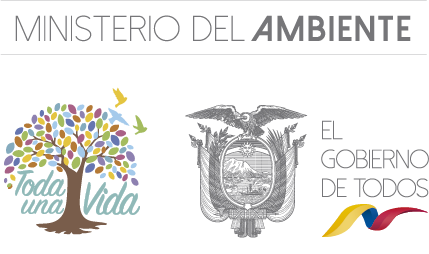 MINISTERIO DEL AMBIENTE
Toda
una Vida
EL
GOBIERNO
DE TODOS